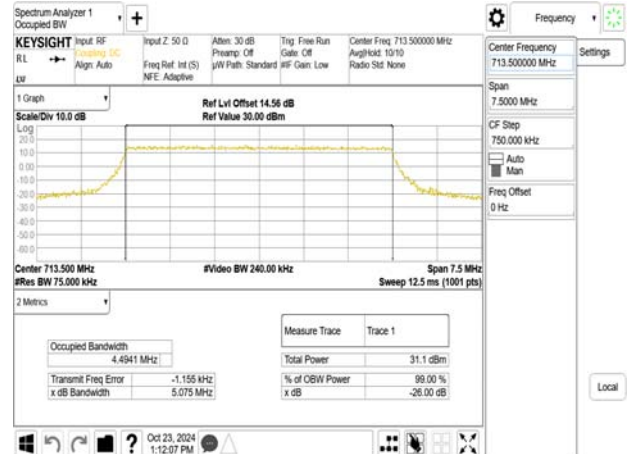 Spectrum Analyzer 1
Occupied BW
Frequency
KEYSIGHT
RL
LXI
Input: RF
Coupling: DC
Align: Auto
Input Z: 50 Ω
Freq Ref: Int (S)
NFE: Adaptive
Atten: 30 dB
Preamp: Off
µW Path: Standard
Trig: Free Run
Gate: Off
#IF Gain: Low
Center Freq: 713.500000 MHz
Avg|Hold: 10/10
Radio Std: None
Center Frequency
713.500000 MHz
Settings
Span
7.5000 MHz
CF Step
750.000 kHz
Auto
Man
Freq Offset
0 Hz
Local
1 Graph
Scale/Div 10.0 dB
Ref Lvl Offset 14.56 dB
Ref Value 30.00 dBm
Log
20.0
10.0
0.00
-10.0
-20.0
-30.0
-40.0
-50.0
-60.0
Center 713.500 MHz
#Res BW 75.000 kHz
#Video BW 240.00 kHz
Span 7.5 MHz
Sweep 12.5 ms (1001 pts)
2 Metrics
Measure Trace Trace 1
Occupied Bandwidth
4.4941 MHz
Total Power 31.1 dBm
Transmit Freq Error -1.155 kHz
% of OBW Power 99.00 %
x dB Bandwidth 5.075 MHz
x dB -26.00 dB
?
Oct 23, 2024
1:12:07 PM